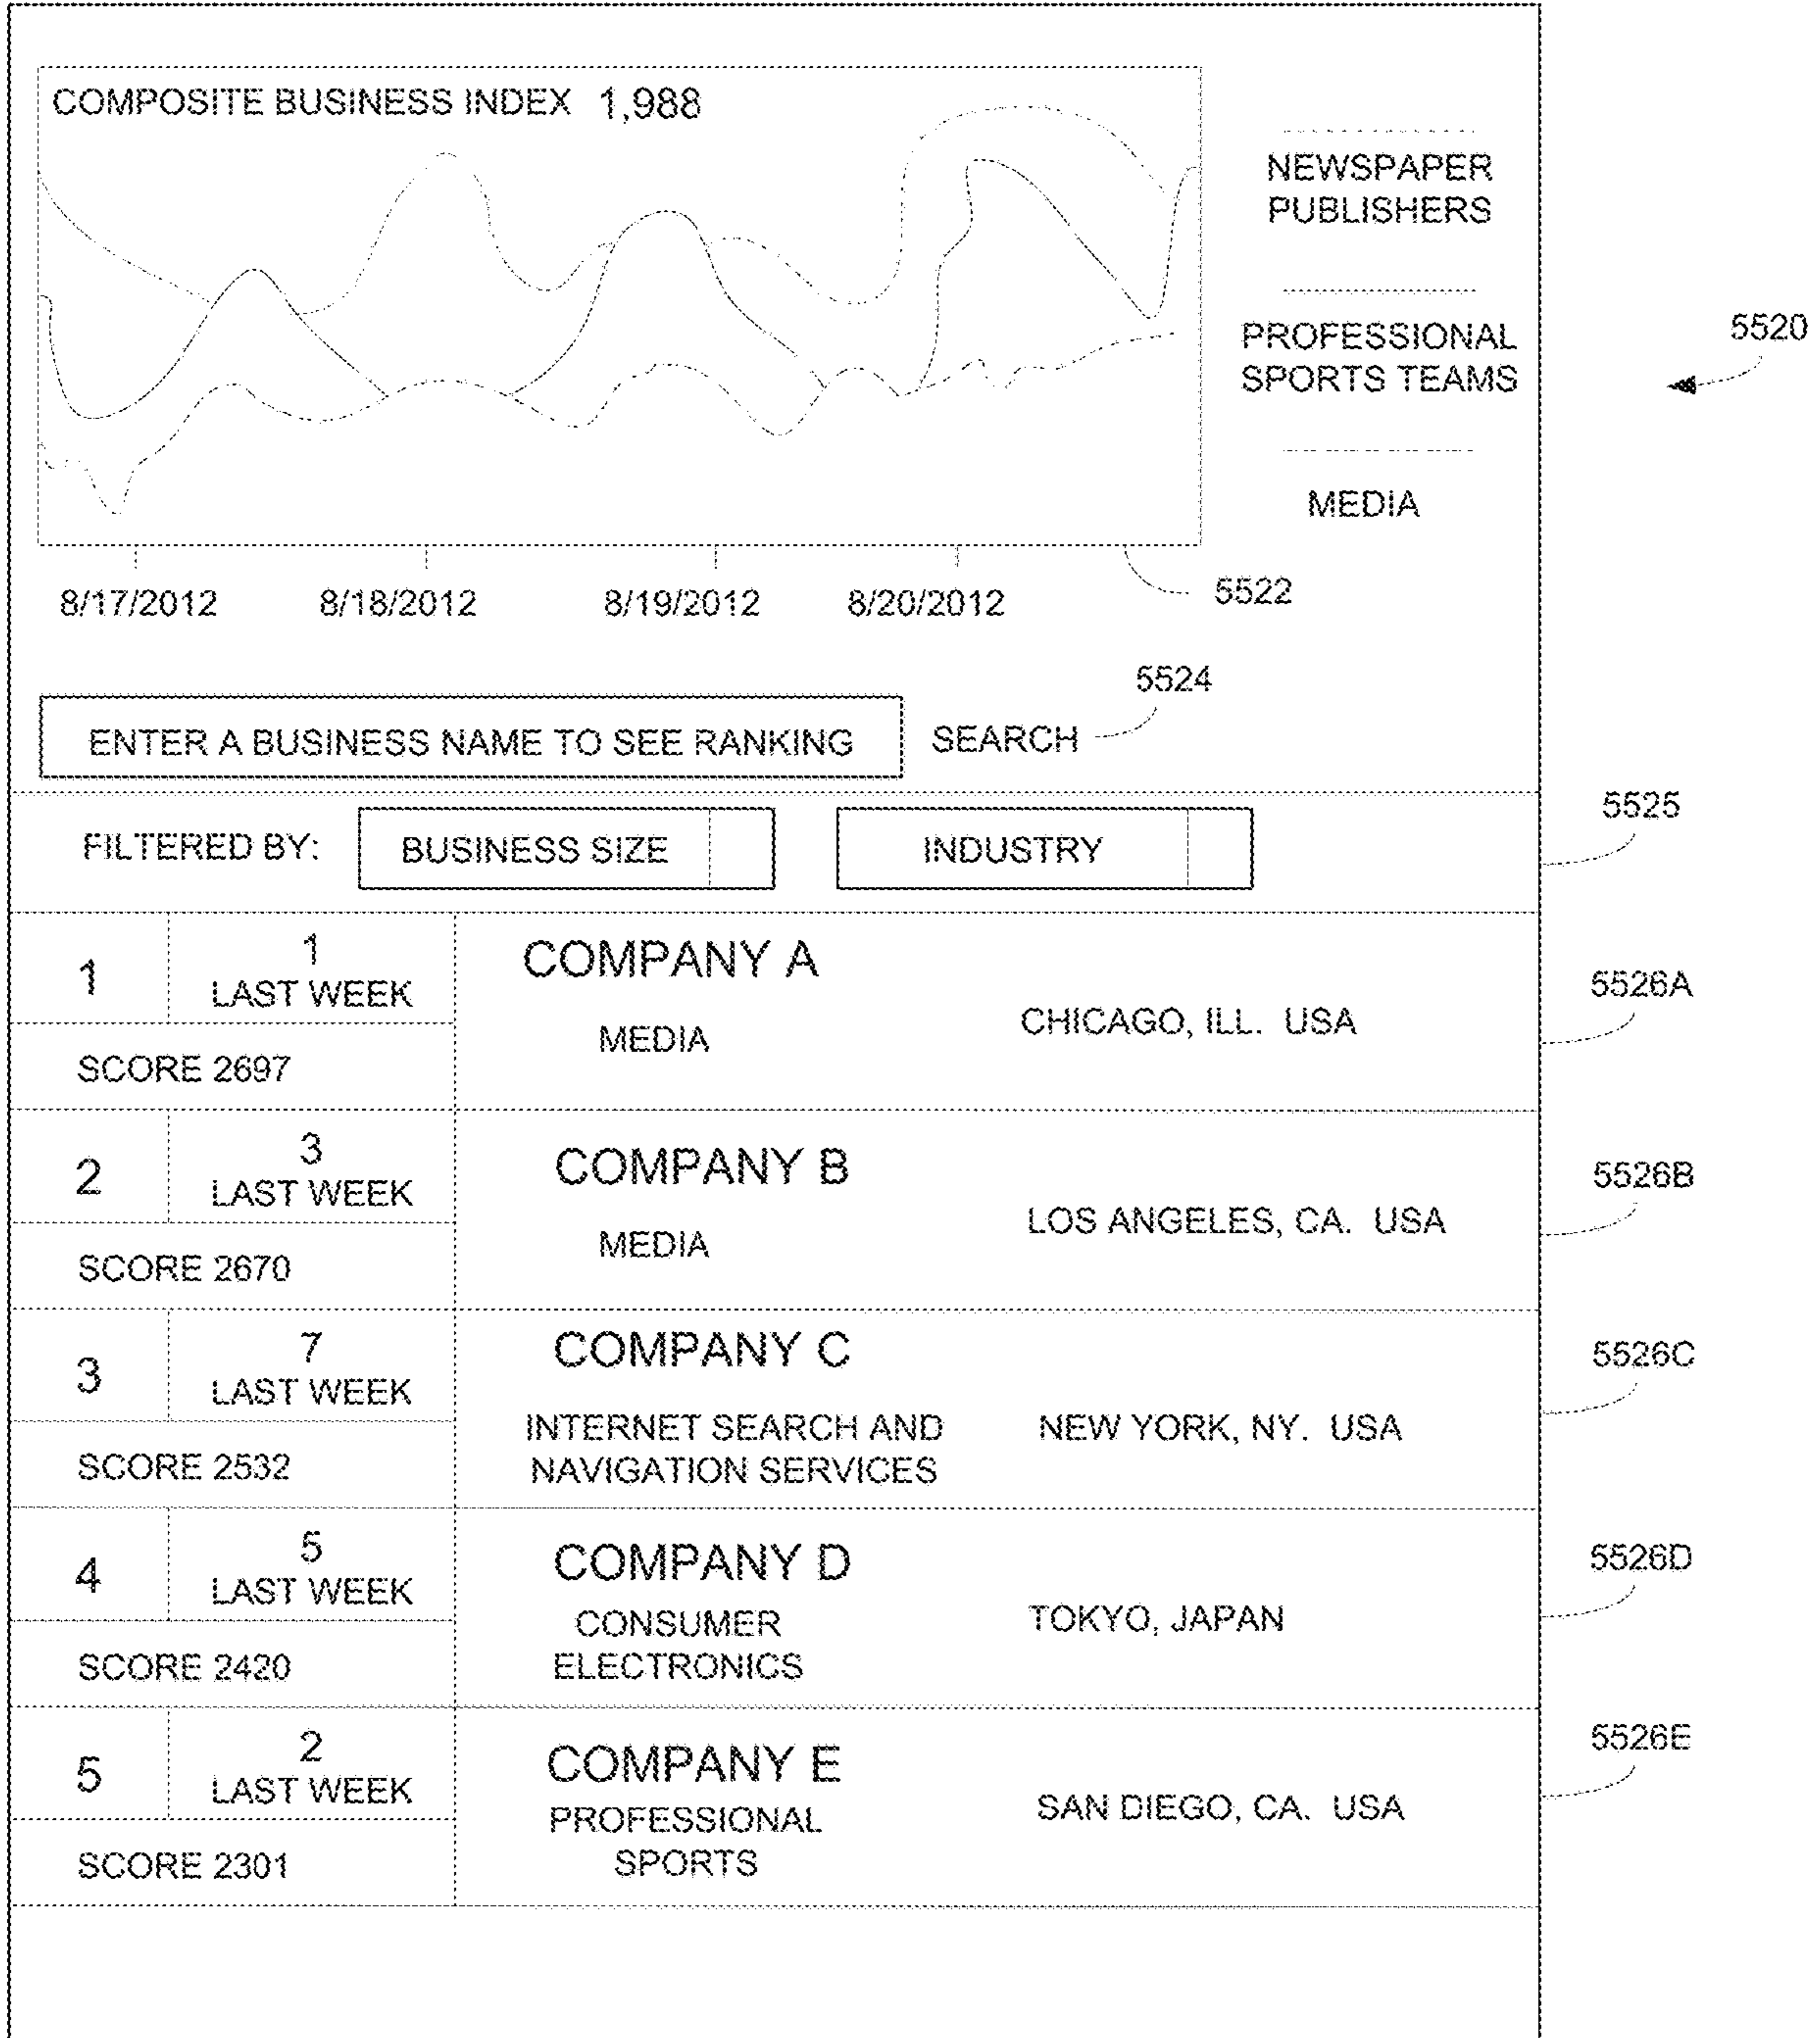 COMPOSITE BUSINESS INDEX 1,988
NEWSPAPER
PUBLISHERS
PROFESSIONAL
SPORTS TEAMS
MEDIA
5520
8/17/2012 8/18/2012 8/19/2012 8/20/2012
5522
5524
ENTER A BUSINESS NAME TO SEE RANKING SEARCH
5525
FILTERED BY: BUSINESS SIZE INDUSTRY
1
1
LAST WEEK
SCORE 2697
COMPANY A
MEDIA
CHICAGO, ILL. USA
5526A
2
3
LAST WEEK
SCORE 2670
COMPANY B
MEDIA
LOS ANGELES, CA. USA
5526B
3
7
LAST WEEK
SCORE 2532
COMPANY C
INTERNET SEARCH AND
NAVIGATION SERVICES
NEW YORK, NY. USA
5526C
4
5
LAST WEEK
SCORE 2420
COMPANY D
CONSUMER
ELECTRONICS
TOKYO, JAPAN
5526D
5
2
LAST WEEK
SCORE 2301
COMPANY E
PROFESSIONAL
SPORTS
SAN DIEGO, CA. USA
5526E